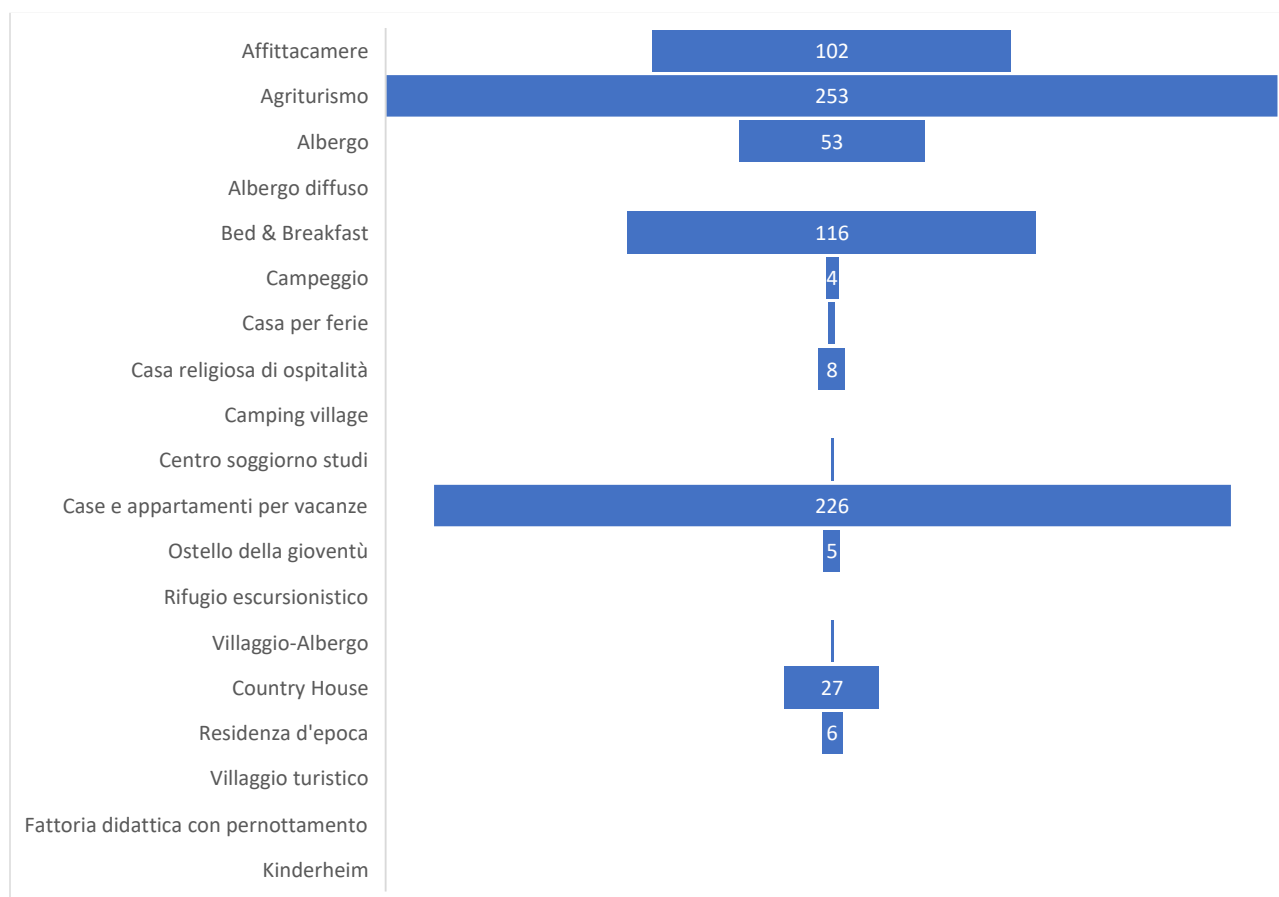 Affittacamere 102
Agriturismo 253
Albergo 53
Albergo diffuso
Bed & Breakfast 116
Campeggio 4
Casa per ferie
Casa religiosa di ospitalità 8
Camping village
Centro soggiorno studi
Case e appartamenti per vacanze 226
Ostello della gioventù 5
Rifugio escursionistico
Villaggio-Albergo
Country House 27
Residenza d'epoca 6
Villaggio turistico
Fattoria didattica con pernottamento
Kinderheim